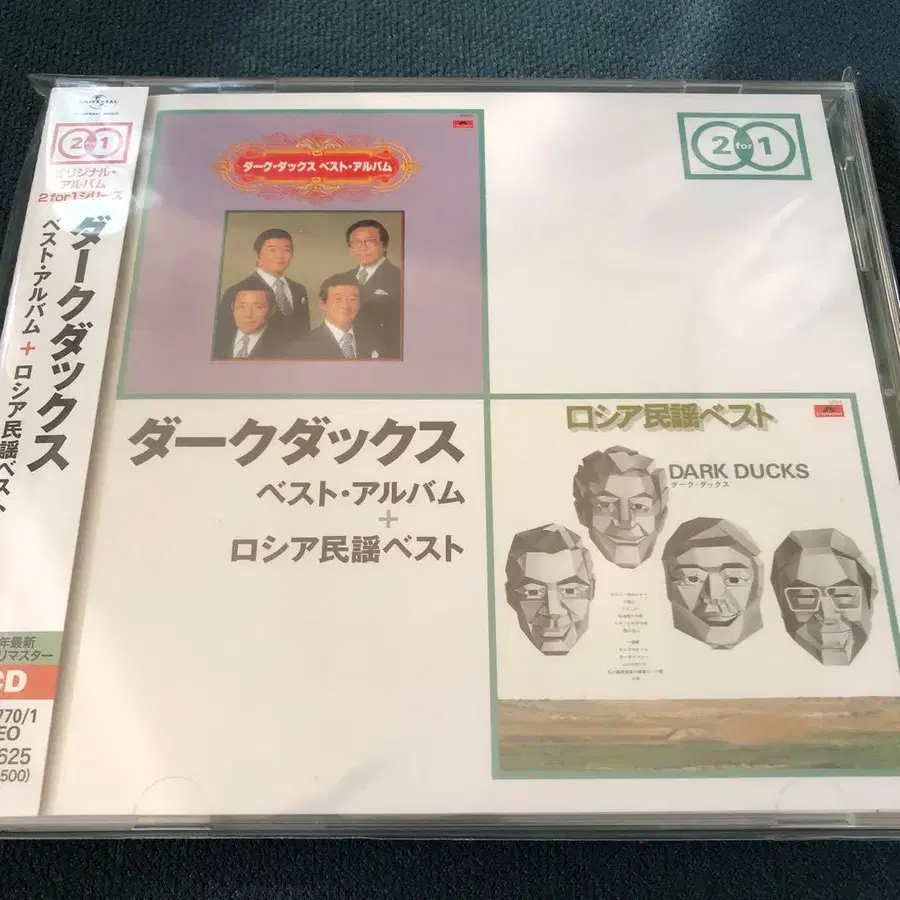 UNIVERSAL
UNIVERSAL MUSIC
2 for 1
オリジナル・
アルバム
2 for 1シリーズ
ダークダックス
ベスト・アルバム + ロシア民謡ベスト
年最新
リマスター
CD
770/1
EO
625
500)
ダーク・ダックス ベスト・アルバム
2 for 1
ダークダックス
ベスト・アルバム
+
ロシア民謡ベスト
ロシア民謡ベスト
DARK DUCKS
ダーク・ダックス